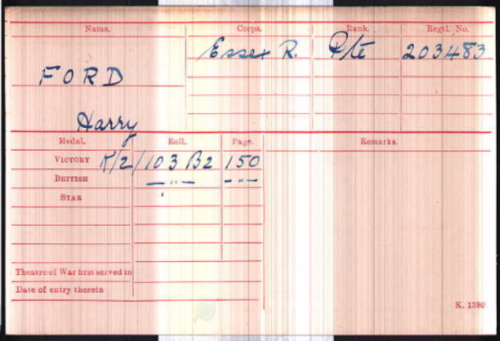 Name. Corps. Rank. Regtl. No.
FORD Essex R. Pte 203483
Harry
Medal. Roll. Page. Remarks.
VICTORY K/2/103 B2 150
BRITISH —"— —"—
STAR
Theatre of War first served in
Date of entry therein
K. 1380